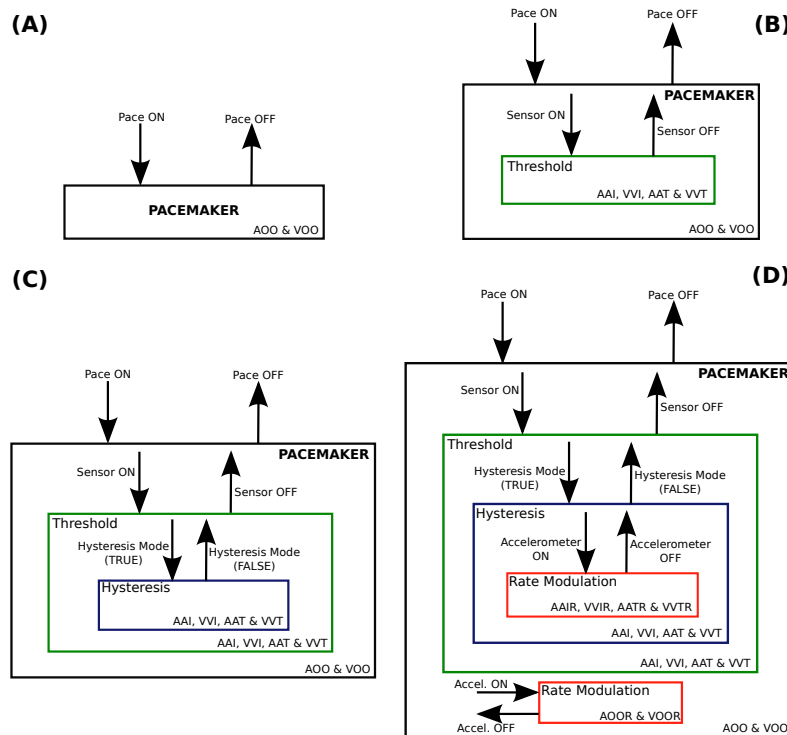 (A)
Pace ON
Pace OFF
PACEMAKER
AOO & VOO
(B)
Pace ON
Pace OFF
PACEMAKER
Sensor ON
Sensor OFF
Threshold
AAI, VVI, AAT & VVT
AOO & VOO
(C)
Pace ON
Pace OFF
PACEMAKER
Sensor ON
Sensor OFF
Threshold
Hysteresis Mode
(TRUE)
Hysteresis Mode
(FALSE)
Hysteresis
AAI, VVI, AAT & VVT
AAI, VVI, AAT & VVT
AOO & VOO
(D)
Pace ON
Pace OFF
PACEMAKER
Sensor ON
Sensor OFF
Threshold
Hysteresis Mode
(TRUE)
Hysteresis Mode
(FALSE)
Hysteresis
Accelerometer
ON
Accelerometer
OFF
Rate Modulation
AAIR, VVIR, AATR & VVTR
AAI, VVI, AAT & VVT
AAI, VVI, AAT & VVT
Accel. ON
Accel. OFF
Rate Modulation
AOOR & VOOR
AOO & VOO